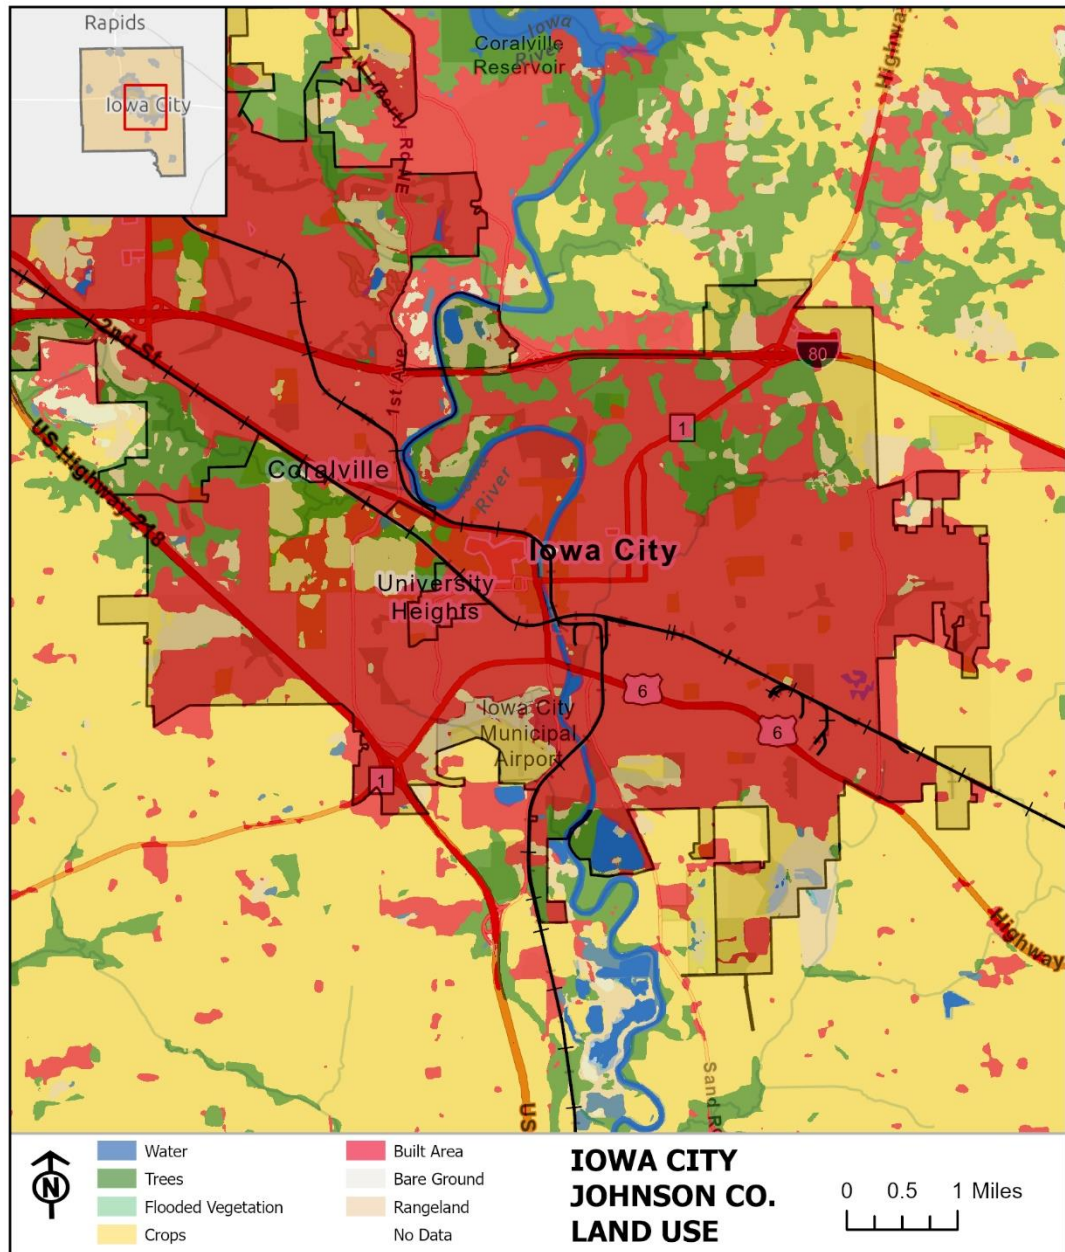 Rapids
Iowa City
Iowa
River
Coralville
Reservoir
Highway
N Liberty Rd NE
2nd St
1st Ave
80
1
US Highway 218
Coralville
Iowa
River
Iowa City
University
Heights
6
Iowa City
Municipal
Airport
6
1
Highway
US
Sand Rd
N
Water
Trees
Flooded Vegetation
Crops
Built Area
Bare Ground
Rangeland
No Data
IOWA CITY
JOHNSON CO.
LAND USE
0 0.5 1 Miles